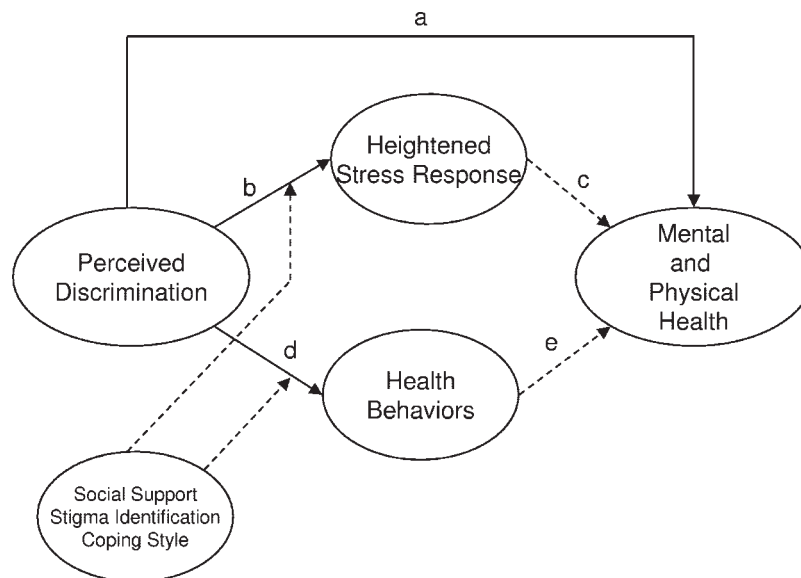 a
Heightened
Stress Response
b
c
Perceived
Discrimination
Mental
and
Physical
Health
d
e
Health
Behaviors
Social Support
Stigma Identification
Coping Style